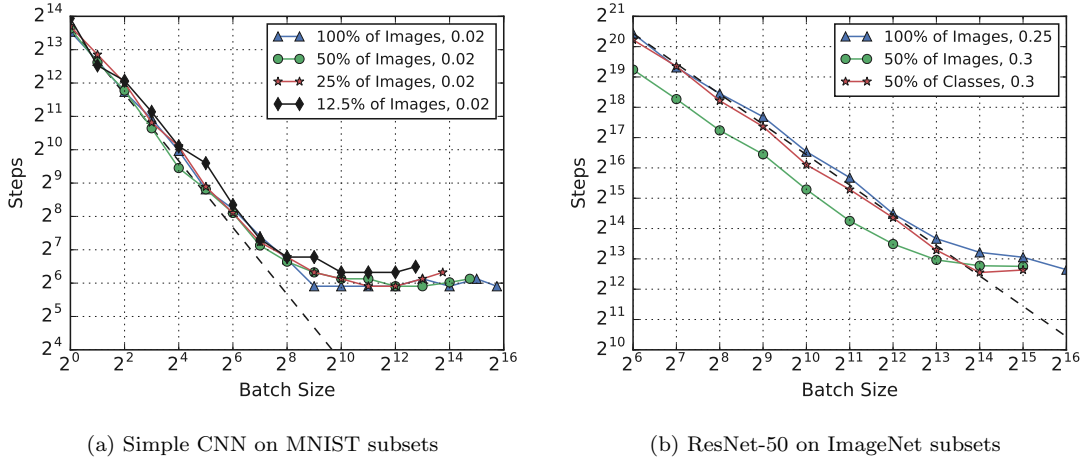 2^14
2^13
2^12
2^11
2^10
2^9
2^8
2^7
2^6
2^5
2^4
Steps
100% of Images, 0.02
50% of Images, 0.02
25% of Images, 0.02
12.5% of Images, 0.02
2^0 2^2 2^4 2^6 2^8 2^10 2^12 2^14 2^16
Batch Size
(a) Simple CNN on MNIST subsets
2^21
2^20
2^19
2^18
2^17
2^16
2^15
2^14
2^13
2^12
2^11
2^10
Steps
100% of Images, 0.25
50% of Images, 0.3
50% of Classes, 0.3
2^6 2^7 2^8 2^9 2^10 2^11 2^12 2^13 2^14 2^15 2^16
Batch Size
(b) ResNet-50 on ImageNet subsets